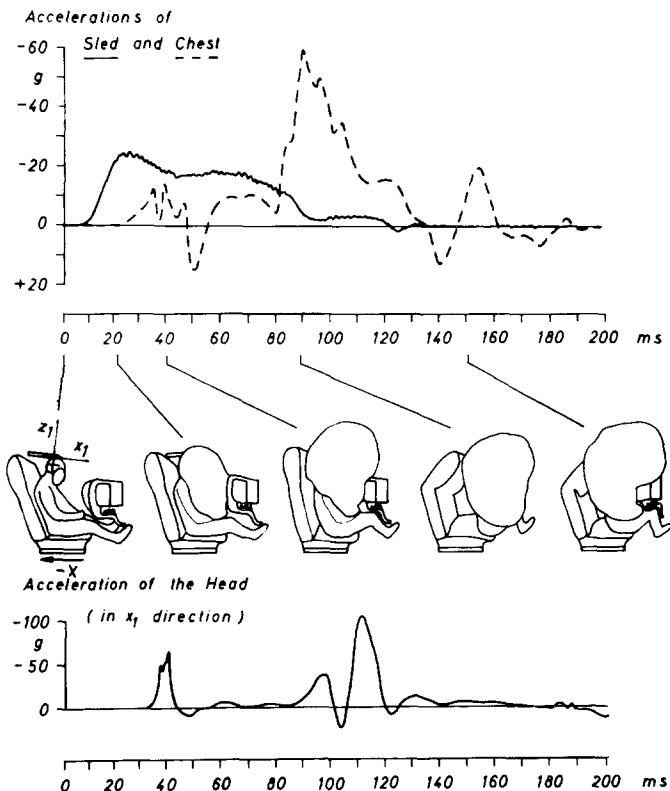 Accelerations of
Sled and Chest
-60
g
-40
-20
0
+20
0 20 40 60 80 100 120 140 160 180 200 ms
z₁ x₁
-X
Acceleration of the Head
( in x₁ direction )
-100
g
-50
0
0 20 40 60 80 100 120 140 160 180 200 ms